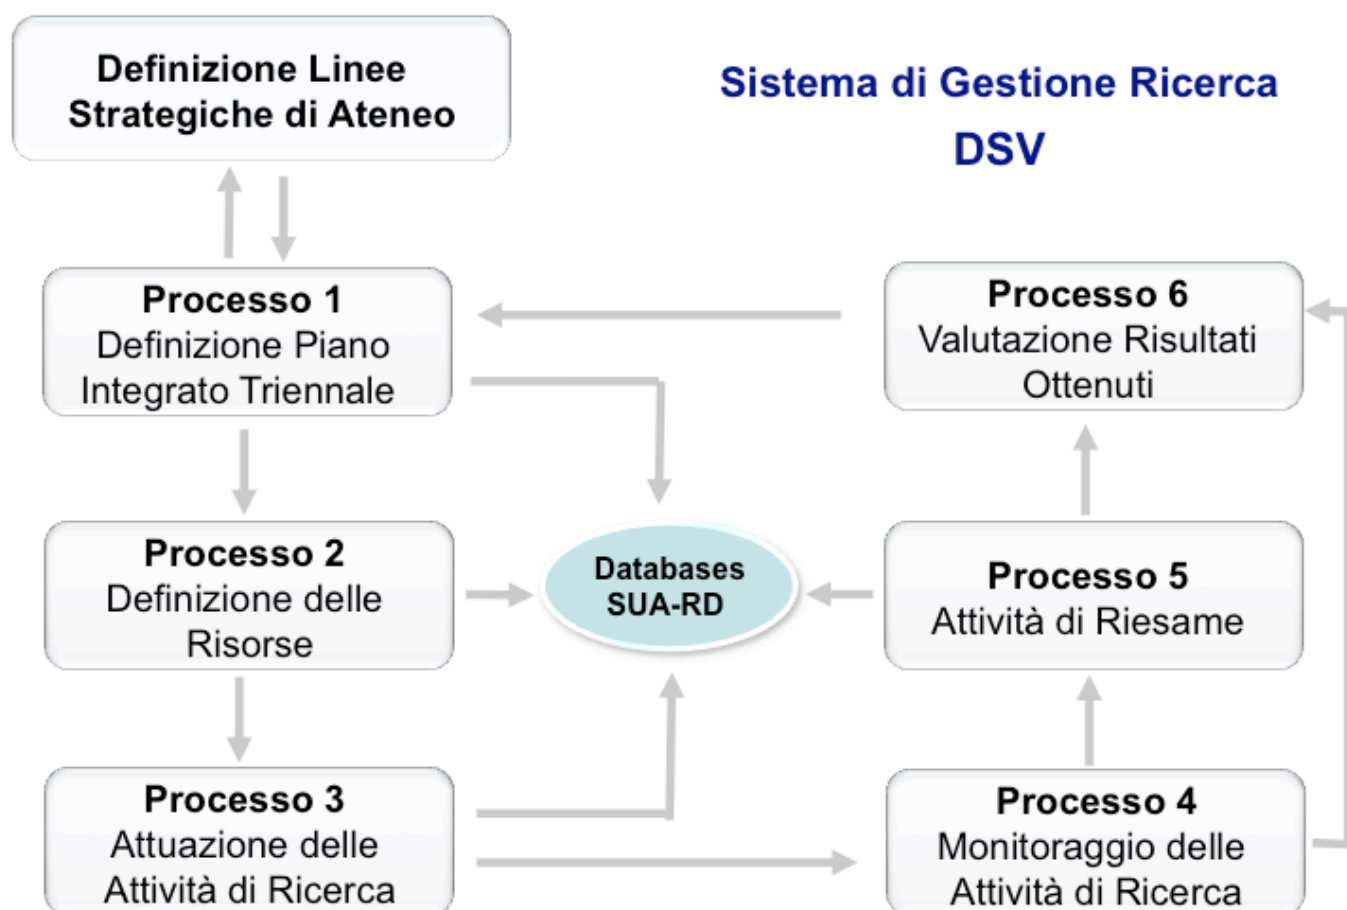 Definizione Linee
Strategiche di Ateneo
Sistema di Gestione Ricerca
DSV
Processo 1
Definizione Piano
Integrato Triennale
Processo 6
Valutazione Risultati
Ottenuti
Processo 2
Definizione delle
Risorse
Databases
SUA-RD
Processo 5
Attività di Riesame
Processo 3
Attuazione delle
Attività di Ricerca
Processo 4
Monitoraggio delle
Attività di Ricerca